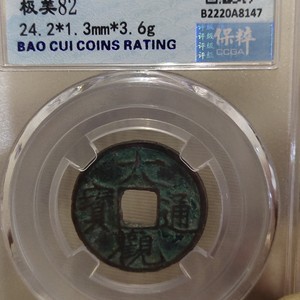 极美82
B2220A8147
24.2*1.3mm*3.6g
BAO CUI COINS RATING
保粹
大
寶 通
觀